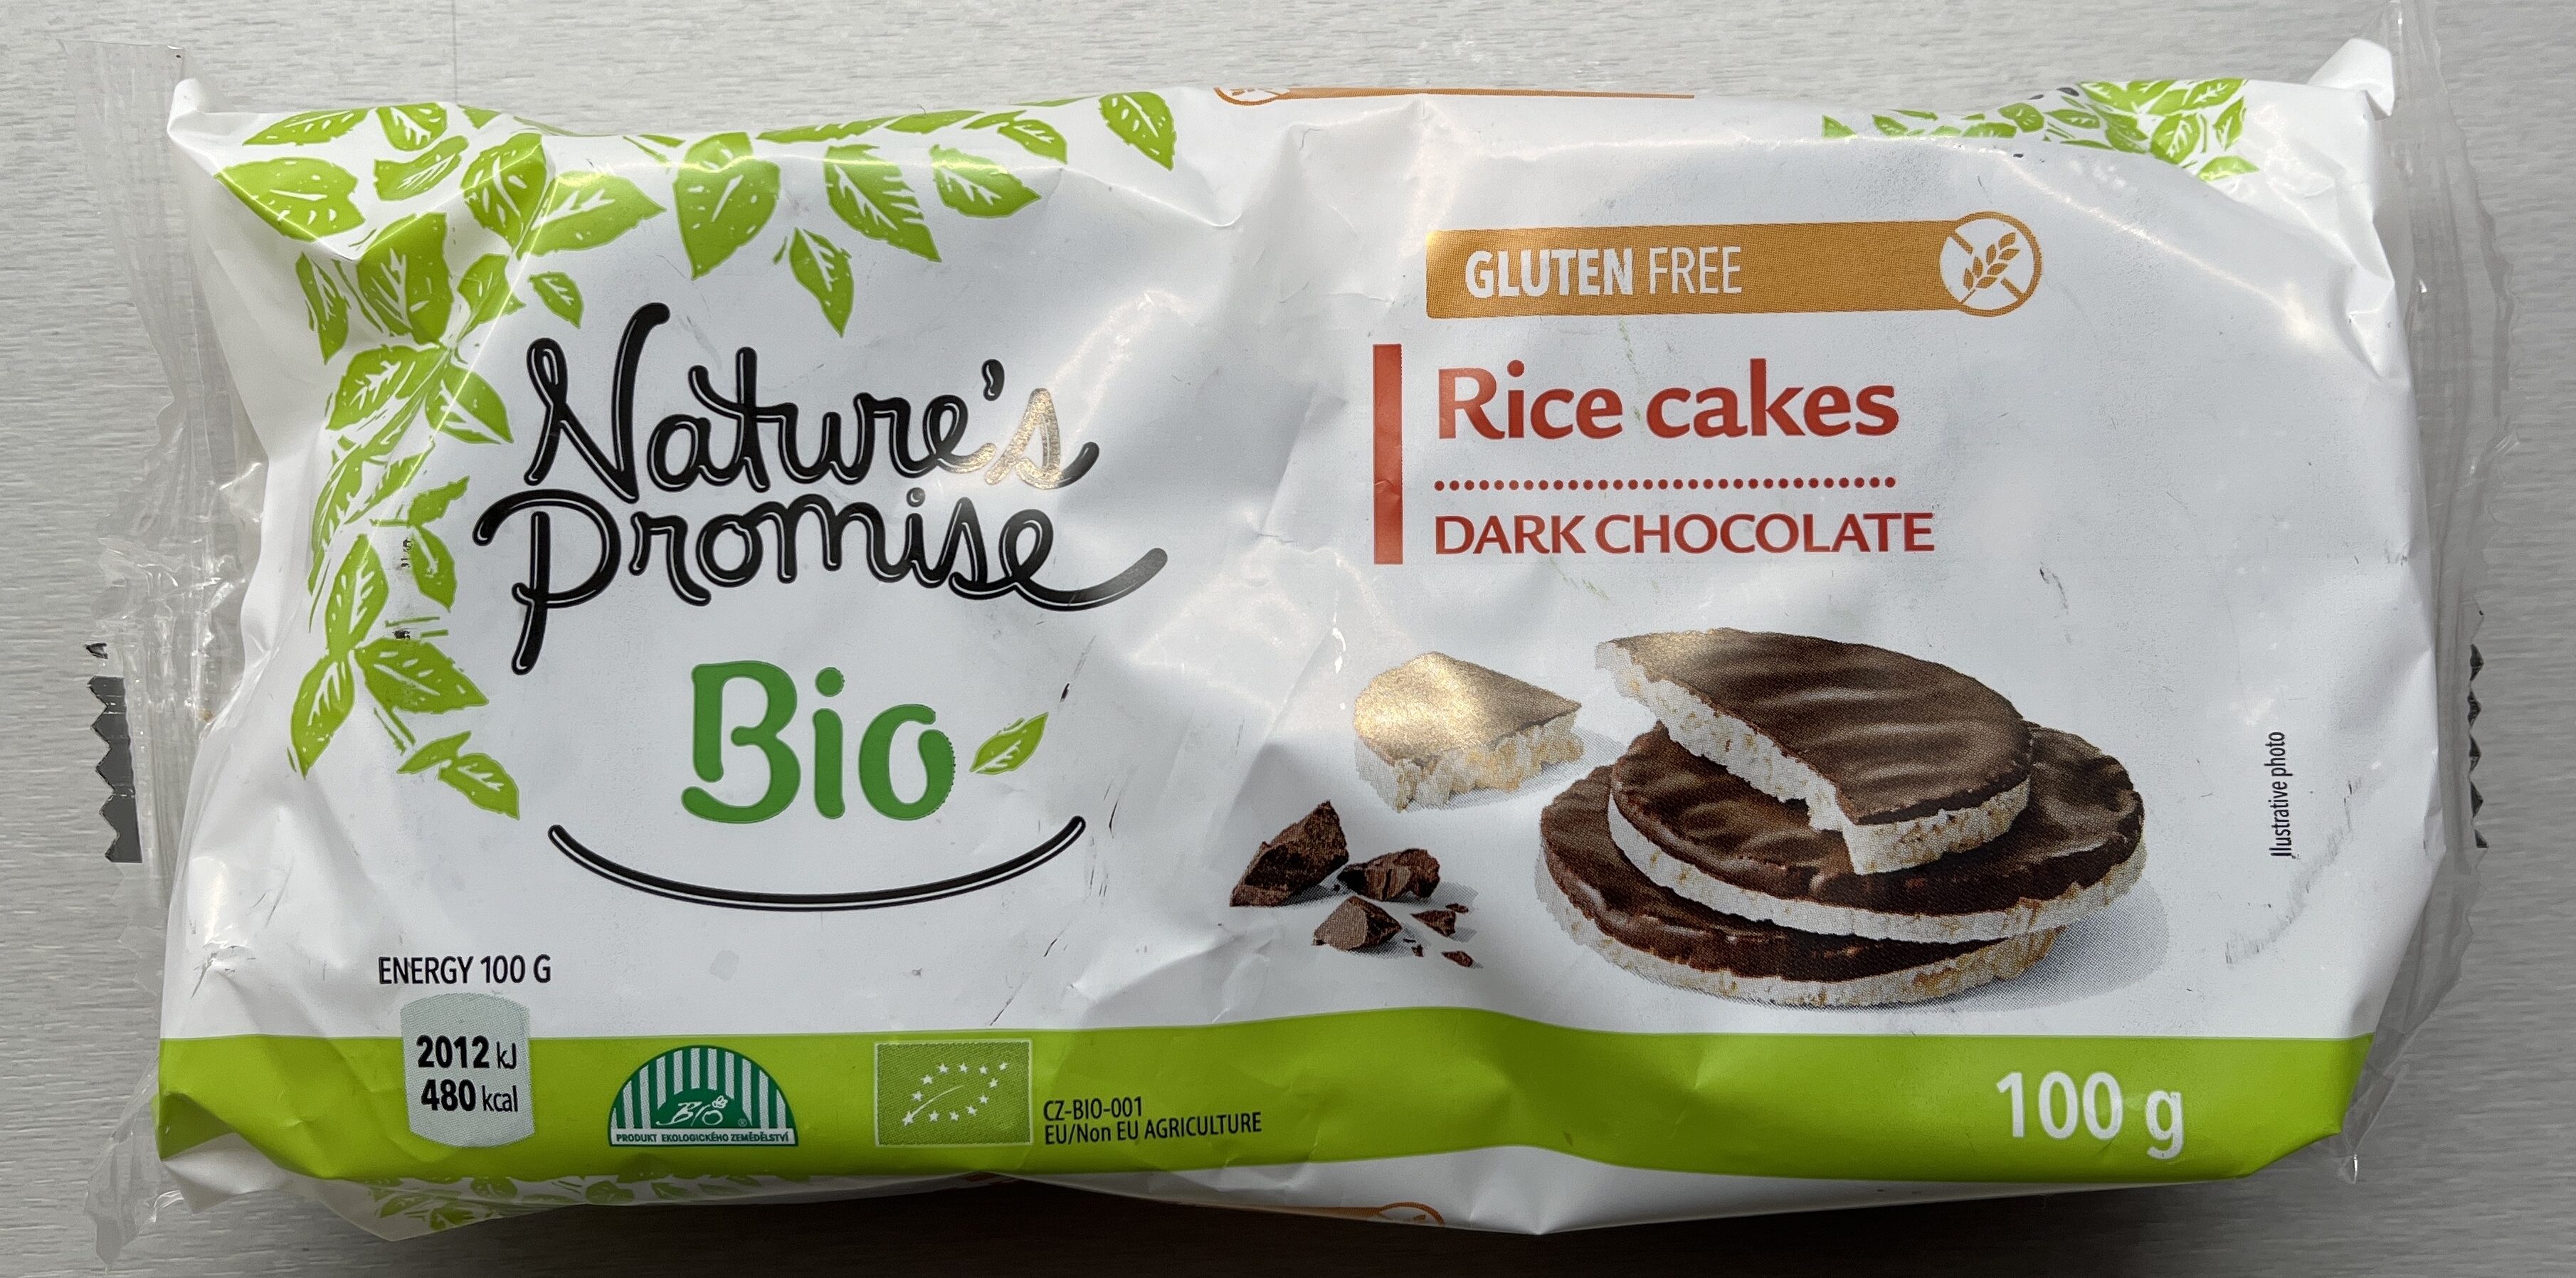 Nature's
Promise
Bio
GLUTEN FREE
Rice cakes
DARK CHOCOLATE
Illustrative photo
ENERGY 100 G
2012 kJ
480 kcal
Bio
®
PRODUKT EKOLOGICKÉHO ZEMĚDĚLSTVÍ
CZ-BIO-001
EU/Non EU AGRICULTURE
100 g